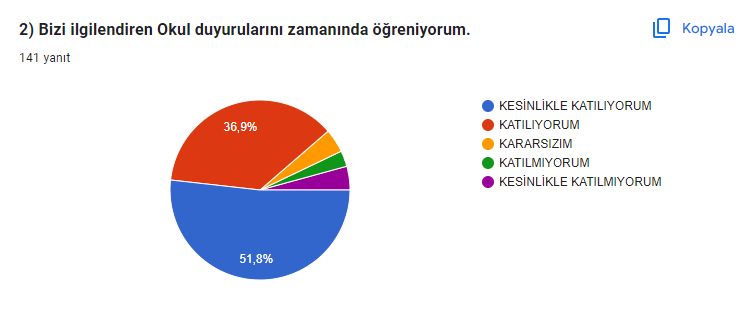 2) Bizi ilgilendiren Okul duyurularını zamanında öğreniyorum.
Kopyala
141 yanıt
36,9%
51,8%
KESİNLİKLE KATILIYORUM
KATILIYORUM
KARARSIZIM
KATILMIYORUM
KESİNLİKLE KATILMIYORUM